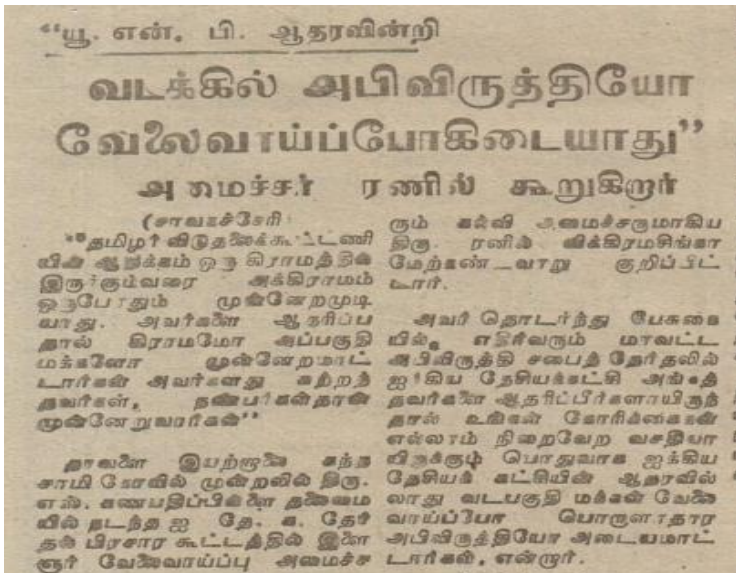 “யூ. என். பி. ஆதரவின்றி
வடக்கில் அபிவிருத்தியோ
வேலைவாய்ப்போகிடையாது”
அமைச்சர் ரணில் கூறுகிறார்
(சாவகச்சேரி
“தமிழர் விடுதலைக்கூட்டணி
யின் ஆதிக்கம் ஒரு கிராமத்தில்
இருக்கும்வரை அக்கிராமம்
ஒருபோதும் முன்னேறமுடி
யாது. அவர்களை ஆதரிப்ப
தால் கிராமமோ அப்பகுதி
மக்களோ முன்னேறமாட்
டார்கள் அவர்களது சுற்றத்
தவர்கள், நண்பர்கள்தான்
முன்னேறுவார்கள்”
தாவளை இயற்றாலை கந்த
சாமி கோவில் முன்றலில் திரு.
எஸ். கணபதிப்பிள்ளை தலைமை
யில் நடந்த ஐ தே. க. தேர்
தல் பிரசார கூட்டத்தில் இளை
ஞர் வேலைவாய்ப்பு அமைச்ச
ரும் கல்வி அமைச்சருமாகிய
திரு. ரனில் விக்கிரமசிங்கா
மேற்கண்டவாறு குறிப்பிட்
டார்.
அவர் தொடர்ந்து பேசுகை
யில், எதிர்வரும் மாவட்ட
அபிவிருத்தி சபைத் தேர்தலில்
ஐக்கிய தேசியக்கட்சி அங்கத்
தவர்களை ஆதரிப்பீர்களாயிருந்
தால் உங்கள் கோரிக்கைகள்
எல்லாம் நிறைவேற வசதியா
யிருக்கும் பொதுவாக ஐக்கிய
தேசியக் கட்சியின் ஆதரவில்
லாது வடபகுதி மக்கள் வேலை
வாய்ப்போ பொருளாதார
அபிவிருத்தியோ அடையமாட்
டார்கள், என்றார்.